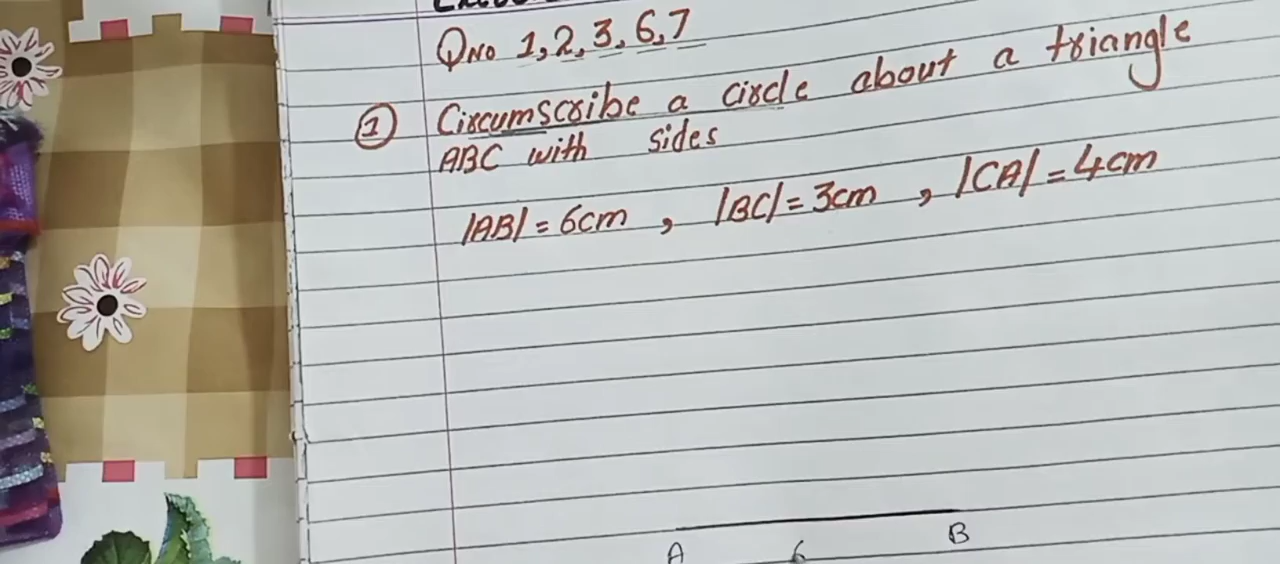 Q No 1, 2, 3, 6, 7
① Circumscribe a circle about a triangle
ABC with sides
|AB| = 6cm , |BC| = 3cm , |CA| = 4cm
A 6 B